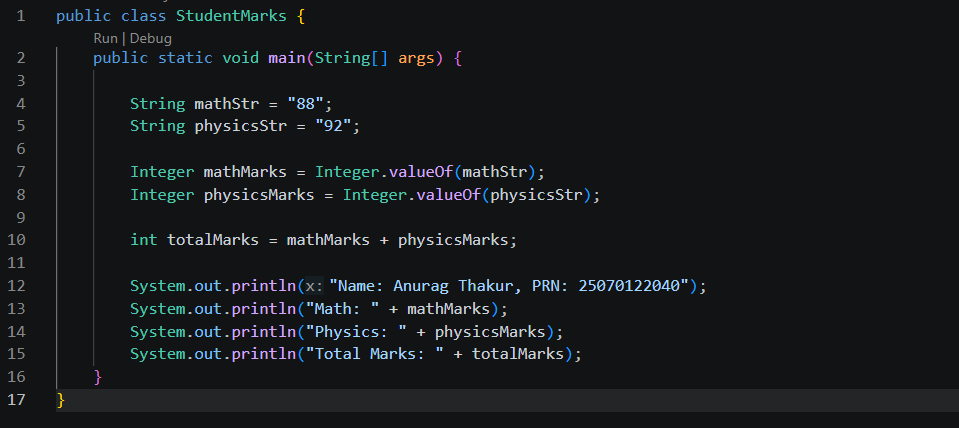 1 public class StudentMarks {
Run | Debug
2 public static void main(String[] args) {
3
4 String mathStr = "88";
5 String physicsStr = "92";
6
7 Integer mathMarks = Integer.valueOf(mathStr);
8 Integer physicsMarks = Integer.valueOf(physicsStr);
9
10 int totalMarks = mathMarks + physicsMarks;
11
12 System.out.println(x: "Name: Anurag Thakur, PRN: 25070122040");
13 System.out.println("Math: " + mathMarks);
14 System.out.println("Physics: " + physicsMarks);
15 System.out.println("Total Marks: " + totalMarks);
16 }
17 }